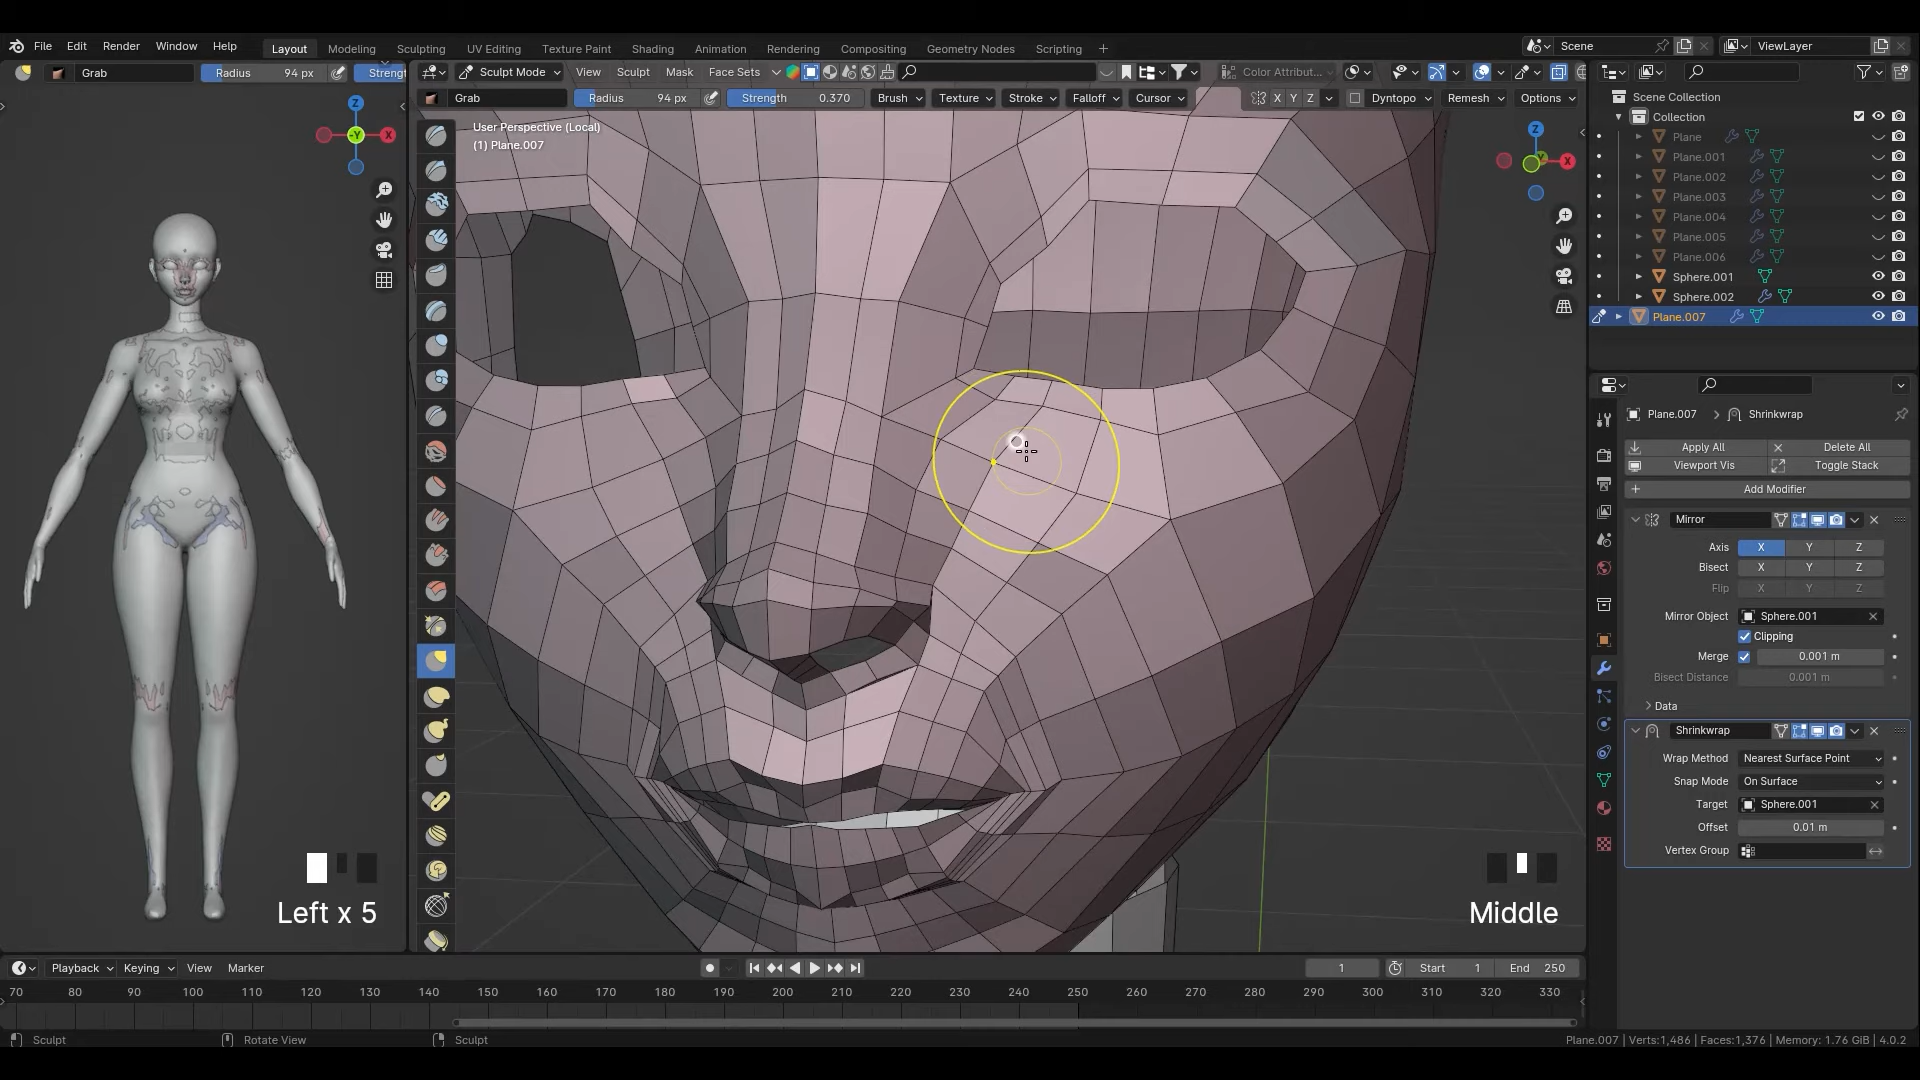 File Edit Render Window Help
Layout Modeling Sculpting UV Editing Texture Paint Shading Animation Rendering Compositing Geometry Nodes Scripting +
Scene
ViewLayer
Grab Radius 94 px Strengt
Sculpt Mode View Sculpt Mask Face Sets
Color Attribut...
Grab Radius 94 px Strength 0.370 Brush Texture Stroke Falloff Cursor X Y Z Dyntopo Remesh Options
User Perspective (Local)
(1) Plane.007
Z
-Y
X
Z
X
Left x 5
Middle
Scene Collection
Collection
Plane
Plane.001
Plane.002
Plane.003
Plane.004
Plane.005
Plane.006
Sphere.001
Sphere.002
Plane.007
Plane.007 > Shrinkwrap
Apply All Delete All
Viewport Vis Toggle Stack
Add Modifier
Mirror
Axis X Y Z
Bisect X Y Z
Flip X Y Z
Mirror Object Sphere.001
Clipping
Merge 0.001 m
Bisect Distance 0.001 m
Data
Shrinkwrap
Wrap Method Nearest Surface Point
Snap Mode On Surface
Target Sphere.001
Offset 0.01 m
Vertex Group
Playback Keying View Marker
1 Start 1 End 250
70 80 90 100 110 120 130 140 150 160 170 180 190 200 210 220 230 240 250 260 270 280 290 300 310 320 330
Sculpt Rotate View Sculpt
Plane.007 | Verts:1,486 | Faces:1,376 | Memory: 1.76 GiB | 4.0.2